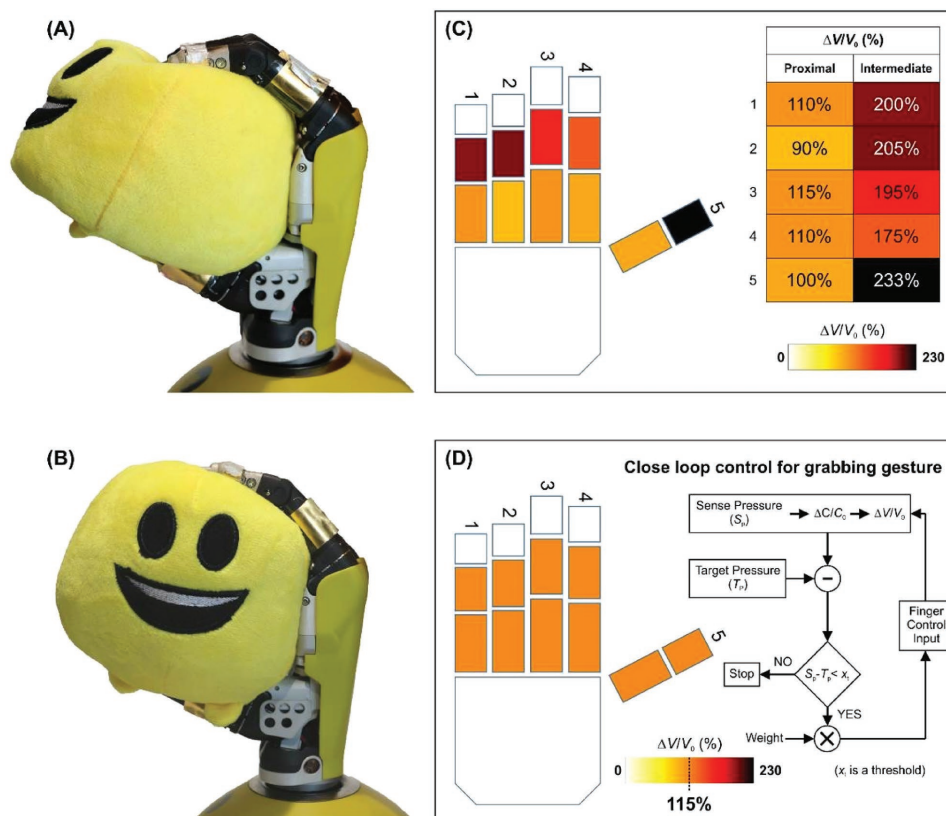 (A)
(C)
1
2
3
4
5
ΔV/V₀ (%)
Proximal Intermediate
1 110% 200%
2 90% 205%
3 115% 195%
4 110% 175%
5 100% 233%
ΔV/V₀ (%)
0 230
(B)
(D)
Close loop control for grabbing gesture
1
2
3
4
5
Sense Pressure
(Sₚ)
ΔC/C₀
ΔV/V₀
Target Pressure
(Tₚ)
−
Finger
Control
Input
Stop
NO
Sₚ-Tₚ< xₜ
YES
Weight
×
(xₜ is a threshold)
ΔV/V₀ (%)
0 230
115%